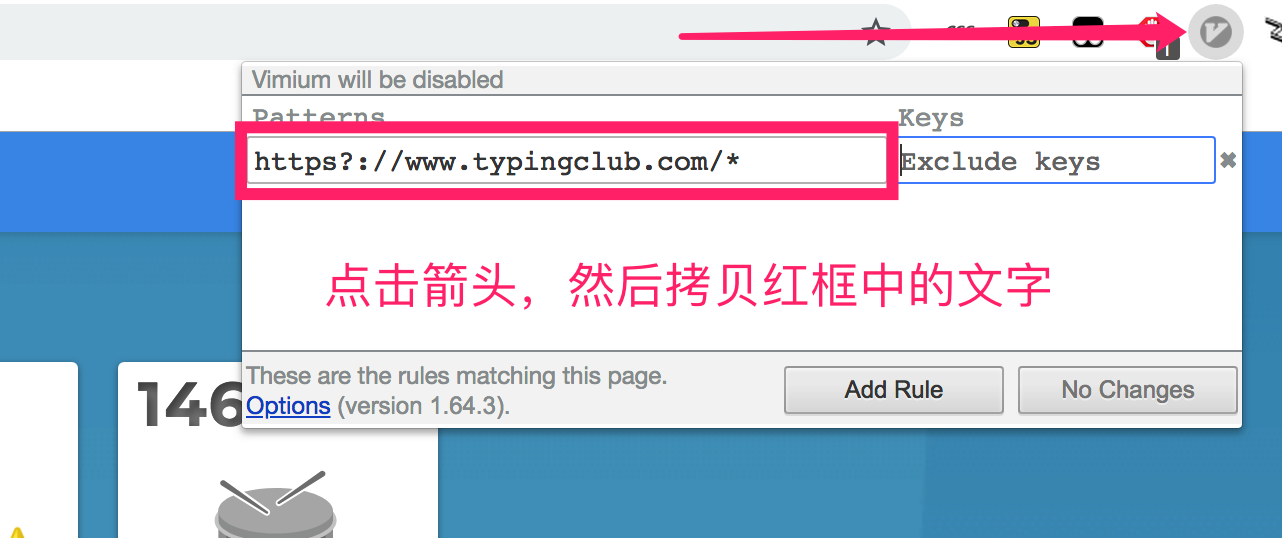 Vimium will be disabled
Patterns Keys
https?://www.typingclub.com/* Exclude keys
点击箭头，然后拷贝红框中的文字
These are the rules matching this page.
Options (version 1.64.3).
Add Rule No Changes
146